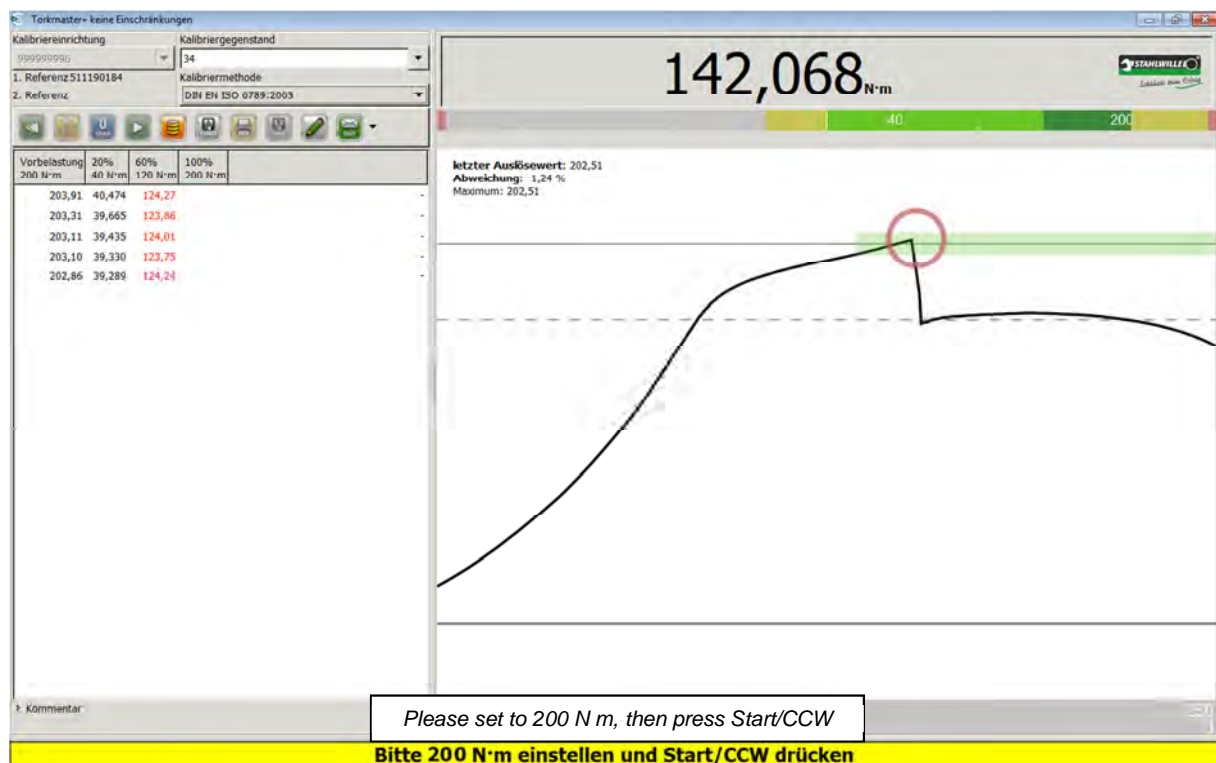 Torkmaster+ keine Einschränkungen
Kalibriereinrichtung Kalibriergegenstand
999999996 34
1. Referenz 511190184 Kalibriermethode
2. Referenz DIN EN ISO 6789:2003
Vorbelastung 20% 60% 100%
200 N·m 40 N·m 120 N·m 200 N·m
203,91 40,474 124,27 -
203,31 39,665 123,86 -
203,11 39,435 124,01 -
203,10 39,330 123,75 -
202,86 39,289 124,24 -
142,068 N·m
STAHLWILLE
40 200
letzter Auslösewert: 202,51
Abweichung: 1,24 %
Maximum: 202,51
Kommentar
Please set to 200 N m, then press Start/CCW
Bitte 200 N·m einstellen und Start/CCW drücken